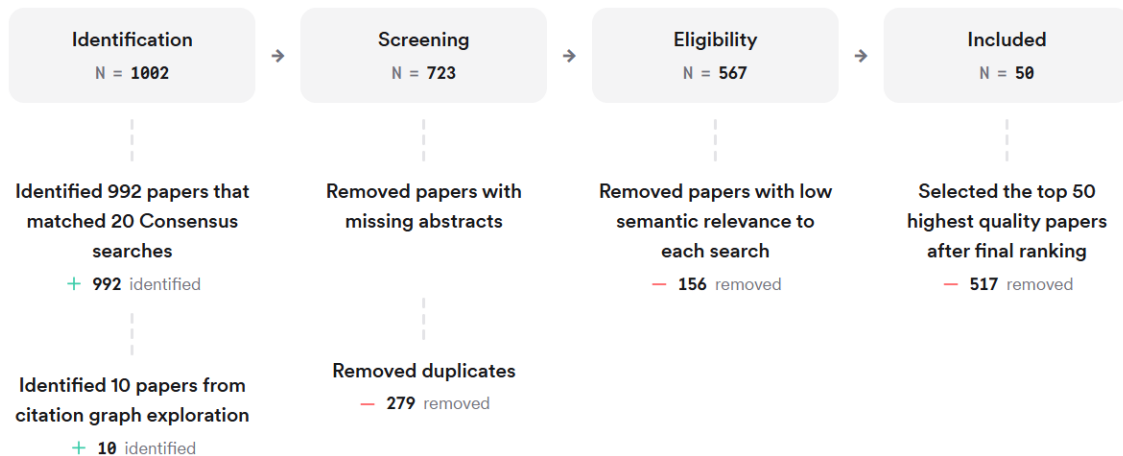 Identification
N = 1002
Identified 992 papers that
matched 20 Consensus
searches
+ 992 identified
Identified 10 papers from
citation graph exploration
+ 10 identified
→
Screening
N = 723
Removed papers with
missing abstracts
Removed duplicates
— 279 removed
→
Eligibility
N = 567
Removed papers with low
semantic relevance to
each search
— 156 removed
→
Included
N = 50
Selected the top 50
highest quality papers
after final ranking
— 517 removed